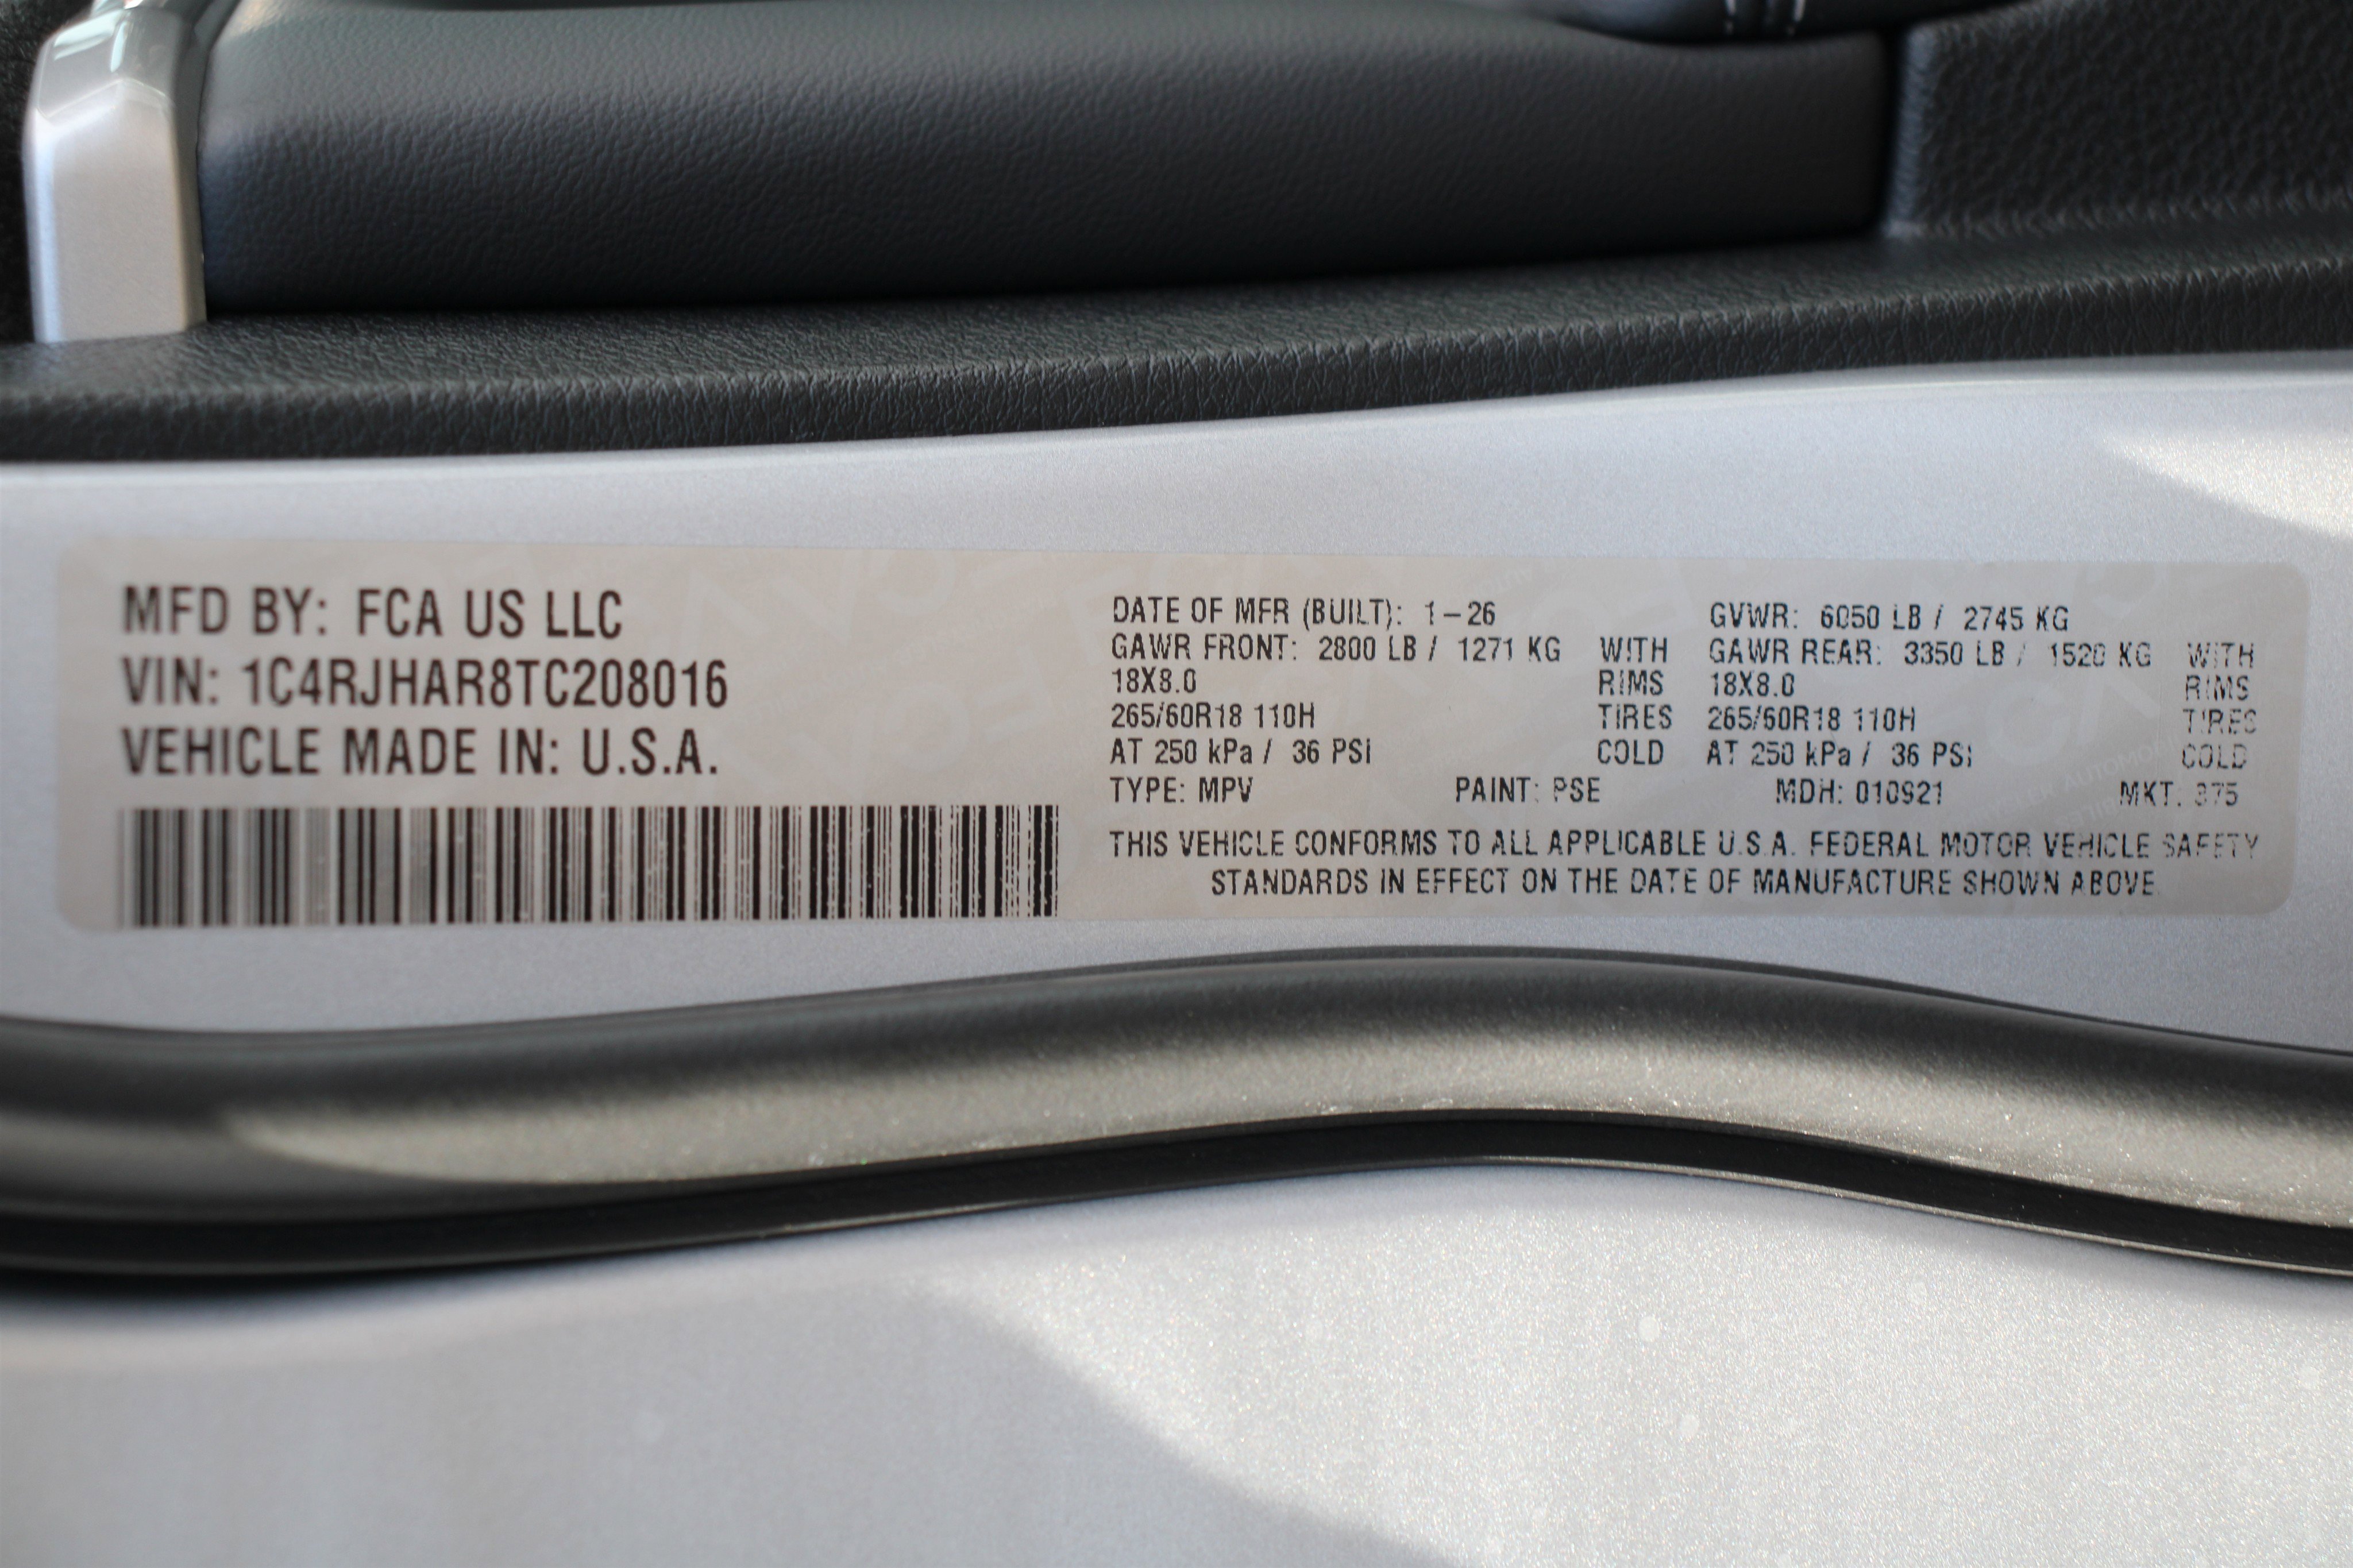 MFD BY: FCA US LLC
VIN: 1C4RJHAR8TC208016
VEHICLE MADE IN: U.S.A.
DATE OF MFR (BUILT): 1-26
GAWR FRONT: 2800 LB / 1271 KG WITH
18X8.0 RIMS
265/60R18 110H TIRES
AT 250 kPa / 36 PSI COLD
GVWR: 6050 LB / 2745 KG
GAWR REAR: 3350 LB / 1520 KG WITH
18X8.0 RIMS
265/60R18 110H TIRES
AT 250 kPa / 36 PSI COLD
TYPE: MPV PAINT: PSE MDH: 010921 MKT: 375
THIS VEHICLE CONFORMS TO ALL APPLICABLE U.S.A. FEDERAL MOTOR VEHICLE SAFETY
STANDARDS IN EFFECT ON THE DATE OF MANUFACTURE SHOWN ABOVE